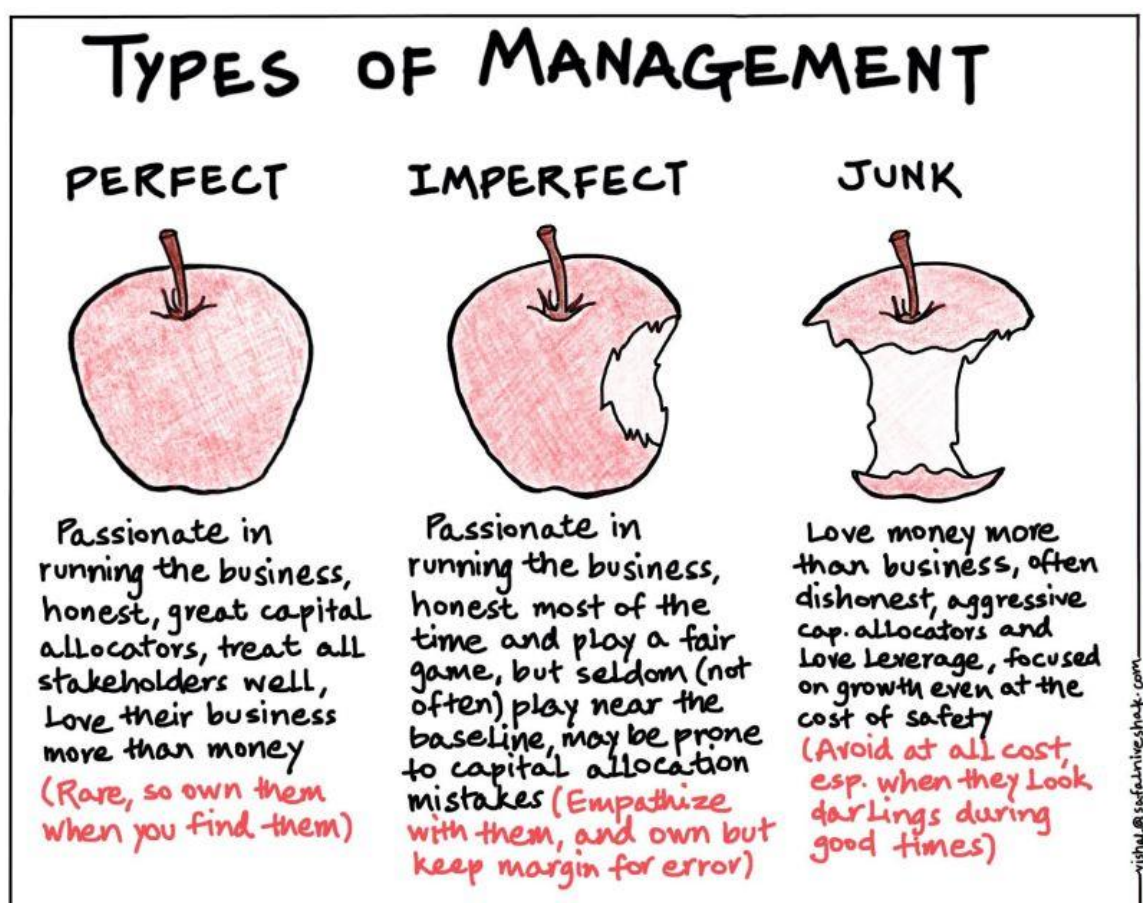 TYPES OF MANAGEMENT
PERFECT
Passionate in
running the business,
honest, great capital
allocators, treat all
stakeholders well,
Love their business
more than money
(Rare, so own them
when you find them)
IMPERFECT
Passionate in
running the business,
honest most of the
time and play a fair
game, but seldom (not
often) play near the
baseline, may be prone
to capital allocation
mistakes (Empathize
with them, and own but
keep margin for error)
JUNK
Love money more
than business, often
dishonest, aggressive
cap. allocators and
Love Leverage, focused
on growth even at the
cost of safety
(Avoid at all cost,
esp. when they Look
darlings during
good times)
vishal@safalniveshak.com